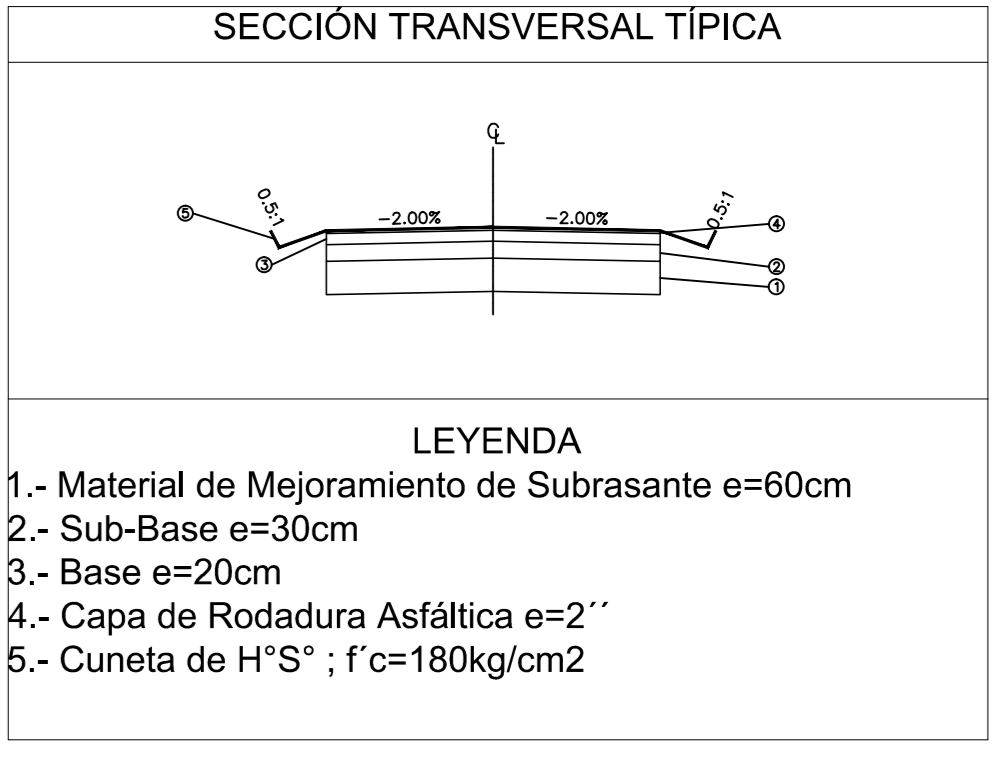 SECCIÓN TRANSVERSAL TÍPICA
℄
0.5:1
-2.00%
-2.00%
0.5:1
5
4
3
2
1
LEYENDA
1.- Material de Mejoramiento de Subrasante e=60cm
2.- Sub-Base e=30cm
3.- Base e=20cm
4.- Capa de Rodadura Asfáltica e=2´´
5.- Cuneta de H°S° ; f´c=180kg/cm2